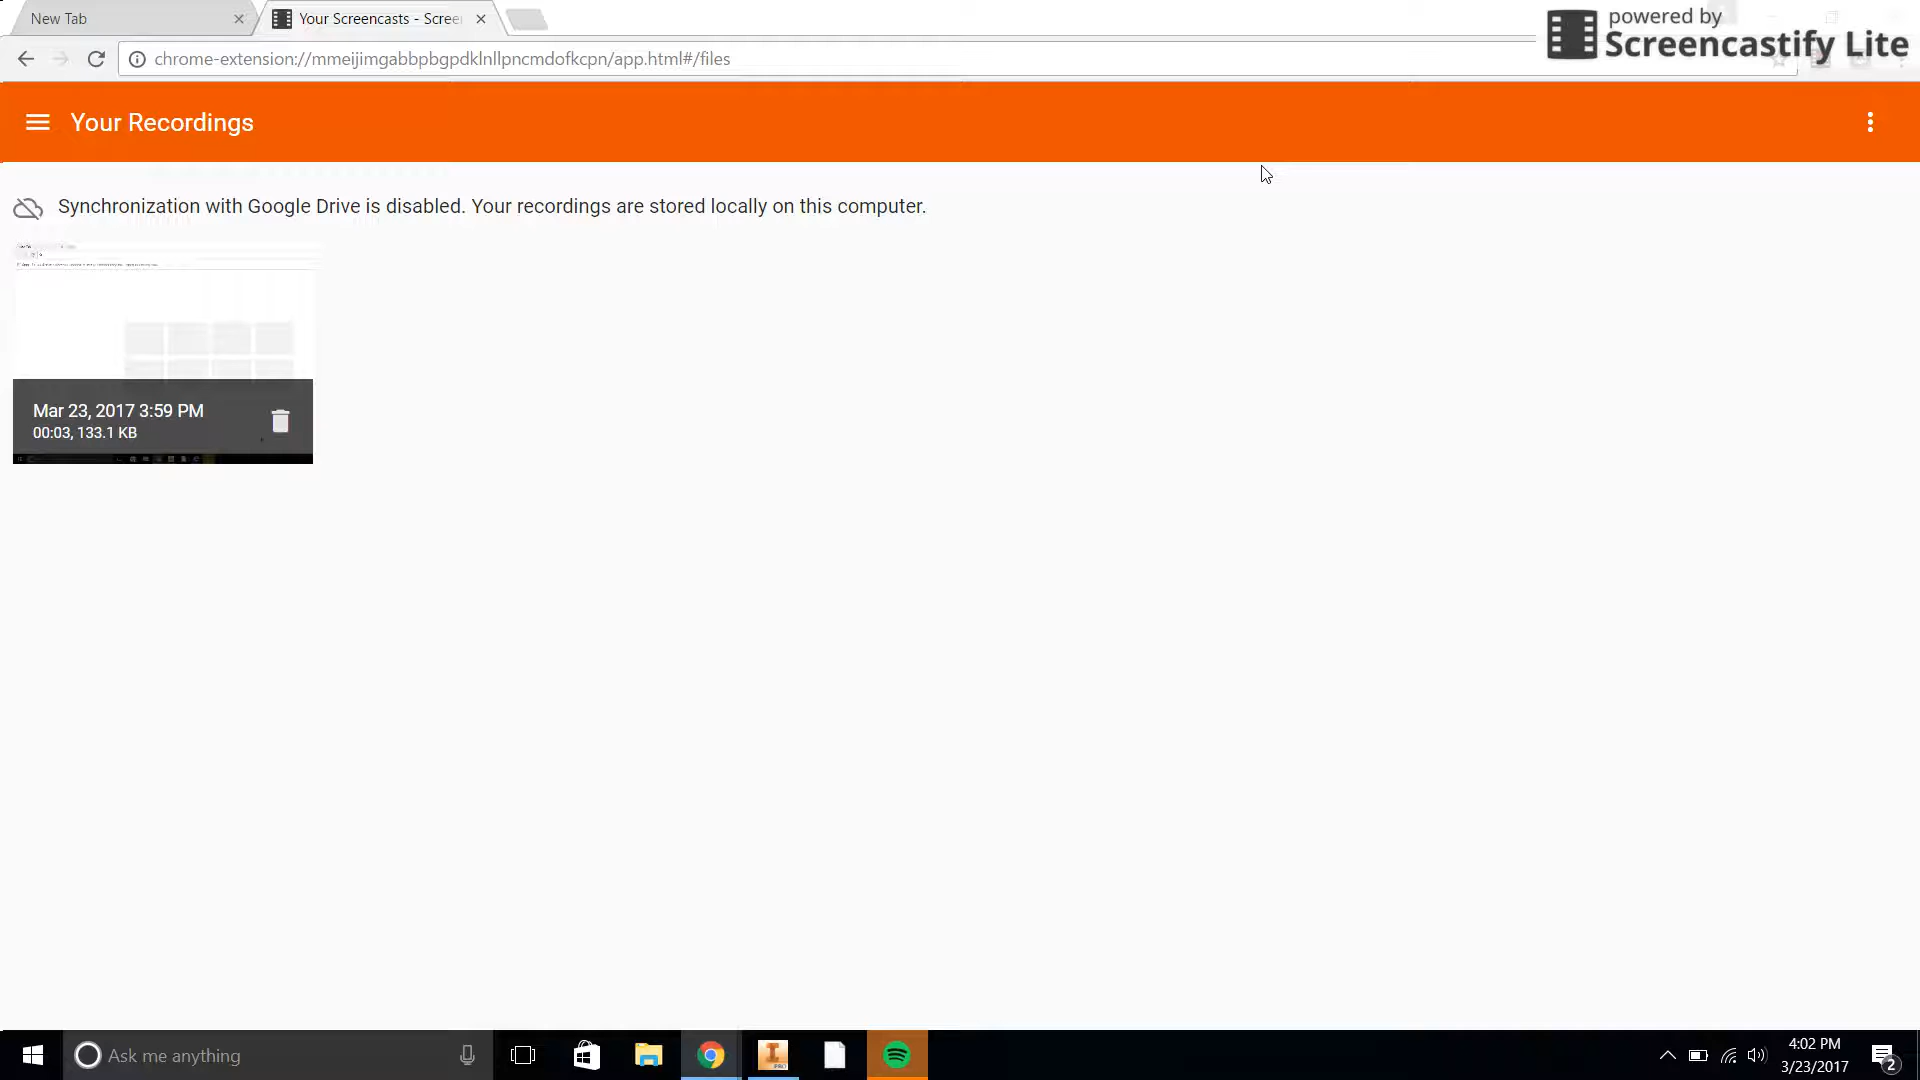 New Tab
Your Screencasts - Scree
powered by
Screencastify Lite
chrome-extension://mmeijimgabbpbgpdklnllpncmdofkcpn/app.html#/files
Your Recordings
Synchronization with Google Drive is disabled. Your recordings are stored locally on this computer.
Mar 23, 2017 3:59 PM
00:03, 133.1 KB
Ask me anything
PRO
4:02 PM
3/23/2017
2